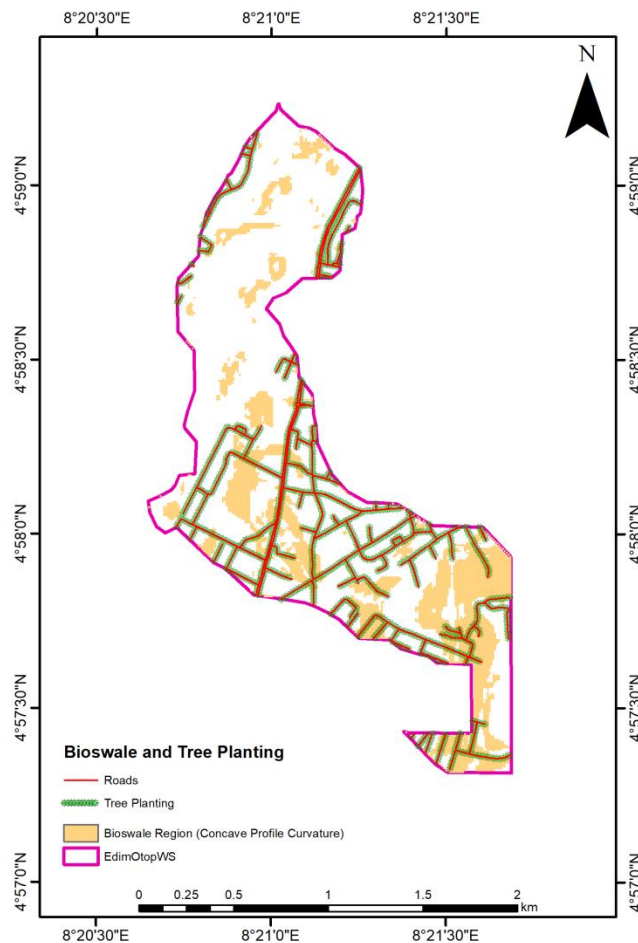 8°20'30"E 8°21'0"E 8°21'30"E
N
4°59'0"N 4°59'0"N
4°58'30"N 4°58'30"N
4°58'0"N 4°58'0"N
4°57'30"N 4°57'30"N
Bioswale and Tree Planting
Roads
Tree Planting
Bioswale Region (Concave Profile Curvature)
EdimOtopWS
4°57'0"N 4°57'0"N
0 0.25 0.5 1 1.5 2
km
8°20'30"E 8°21'0"E 8°21'30"E